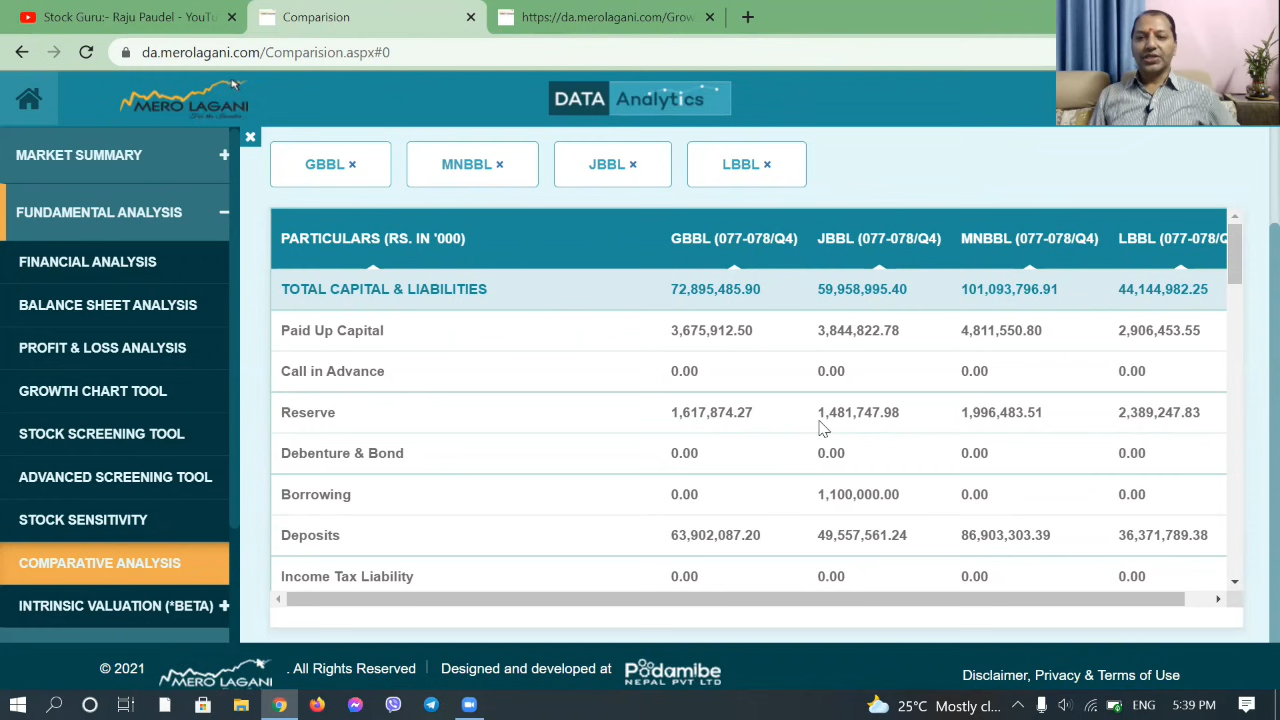 Stock Guru:- Raju Paudel - YouTu
Comparision
https://da.merolagani.com/Grow
da.merolagani.com/Comparision.aspx#0
MERO LAGANI
DATA Analytics
MARKET SUMMARY
FUNDAMENTAL ANALYSIS
FINANCIAL ANALYSIS
BALANCE SHEET ANALYSIS
PROFIT & LOSS ANALYSIS
GROWTH CHART TOOL
STOCK SCREENING TOOL
ADVANCED SCREENING TOOL
STOCK SENSITIVITY
COMPARATIVE ANALYSIS
INTRINSIC VALUATION (*BETA)
GBBL × MNBBL × JBBL × LBBL ×
PARTICULARS (RS. IN '000) GBBL (077-078/Q4) JBBL (077-078/Q4) MNBBL (077-078/Q4) LBBL (077-078/Q
TOTAL CAPITAL & LIABILITIES 72,895,485.90 59,958,995.40 101,093,796.91 44,144,982.25
Paid Up Capital 3,675,912.50 3,844,822.78 4,811,550.80 2,906,453.55
Call in Advance 0.00 0.00 0.00 0.00
Reserve 1,617,874.27 1,481,747.98 1,996,483.51 2,389,247.83
Debenture & Bond 0.00 0.00 0.00 0.00
Borrowing 0.00 1,100,000.00 0.00 0.00
Deposits 63,902,087.20 49,557,561.24 86,903,303.39 36,371,789.38
Income Tax Liability 0.00 0.00 0.00 0.00
© 2021 MERO LAGANI . All Rights Reserved Designed and developed at Podamibe NEPAL PVT LTD
Disclaimer, Privacy & Terms of Use
25°C Mostly cl... ENG 5:39 PM